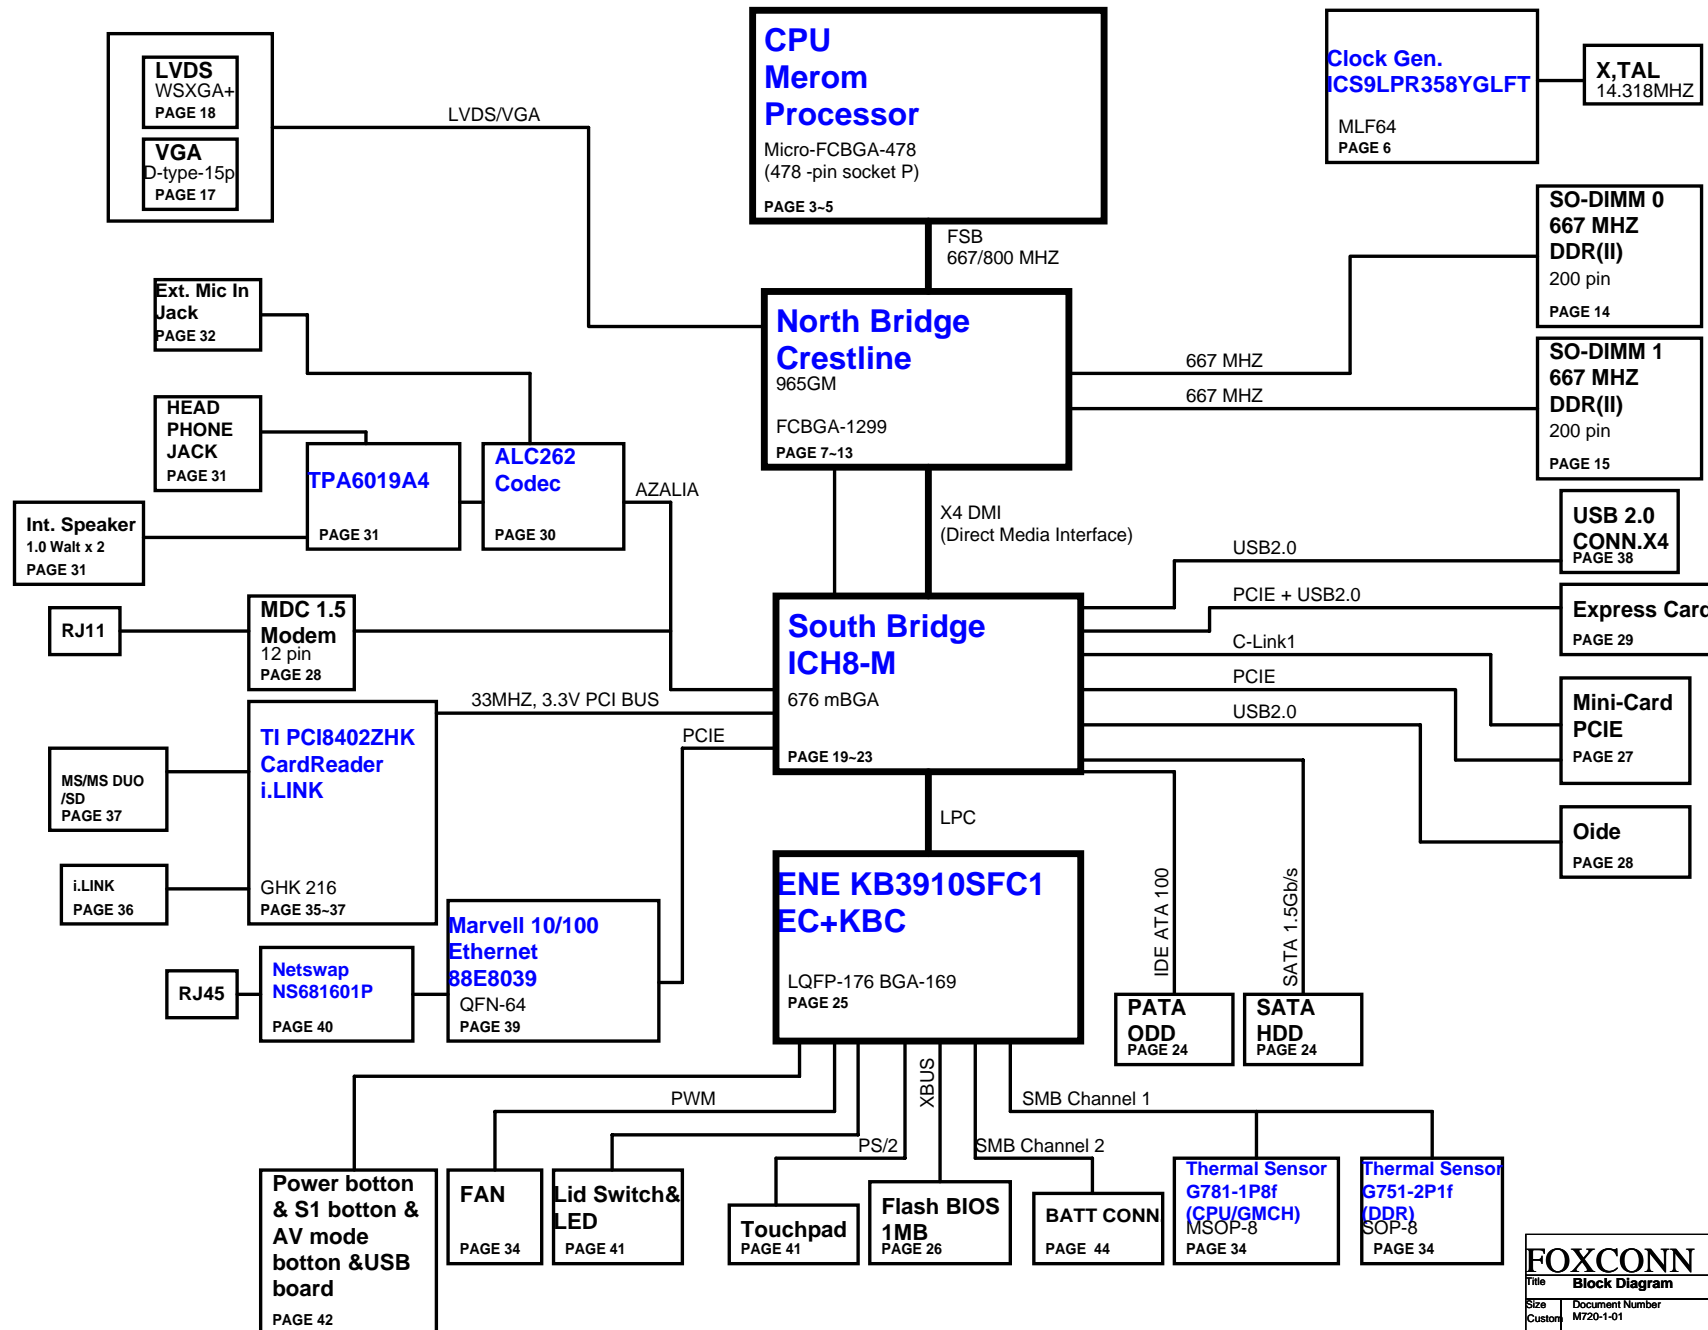 CPU
Merom
Processor
Micro-FCBGA-478
(478 -pin socket P)
PAGE 3~5
Clock Gen.
ICS9LPR358YGLFT
MLF64
PAGE 6
X,TAL
14.318MHZ
LVDS
WSXGA+
PAGE 18
VGA
D-type-15p
PAGE 17
LVDS/VGA
FSB
667/800 MHZ
SO-DIMM 0
667 MHZ
DDR(II)
200 pin
PAGE 14
SO-DIMM 1
667 MHZ
DDR(II)
200 pin
PAGE 15
North Bridge
Crestline
965GM
FCBGA-1299
PAGE 7~13
667 MHZ
667 MHZ
Ext. Mic In
Jack
PAGE 32
HEAD
PHONE
JACK
PAGE 31
TPA6019A4
PAGE 31
ALC262
Codec
PAGE 30
AZALIA
Int. Speaker
1.0 Walt x 2
PAGE 31
X4 DMI
(Direct Media Interface)
USB 2.0
CONN.X4
PAGE 38
USB2.0
PCIE + USB2.0
Express Card
PAGE 29
C-Link1
PCIE
USB2.0
Mini-Card
PCIE
PAGE 27
Oide
PAGE 28
RJ11
MDC 1.5
Modem
12 pin
PAGE 28
South Bridge
ICH8-M
676 mBGA
PAGE 19~23
33MHZ, 3.3V PCI BUS
PCIE
TI PCI8402ZHK
CardReader
i.LINK
GHK 216
PAGE 35~37
MS/MS DUO
/SD
PAGE 37
i.LINK
PAGE 36
LPC
ENE KB3910SFC1
EC+KBC
LQFP-176 BGA-169
PAGE 25
IDE ATA 100
SATA 1.5Gb/s
PATA
ODD
PAGE 24
SATA
HDD
PAGE 24
Marvell 10/100
Ethernet
88E8039
QFN-64
PAGE 39
Netswap
NS681601P
PAGE 40
RJ45
PWM
PS/2
XBUS
SMB Channel 1
SMB Channel 2
Power botton
& S1 botton &
AV mode
botton &USB
board
PAGE 42
FAN
PAGE 34
Lid Switch&
LED
PAGE 41
Touchpad
PAGE 41
Flash BIOS
1MB
PAGE 26
BATT CONN
PAGE 44
Thermal Sensor
G781-1P8f
(CPU/GMCH)
MSOP-8
PAGE 34
Thermal Sensor
G751-2P1f
(DDR)
SOP-8
PAGE 34
FOXCONN
Title
Block Diagram
Size
Document Number
Custom
M720-1-01